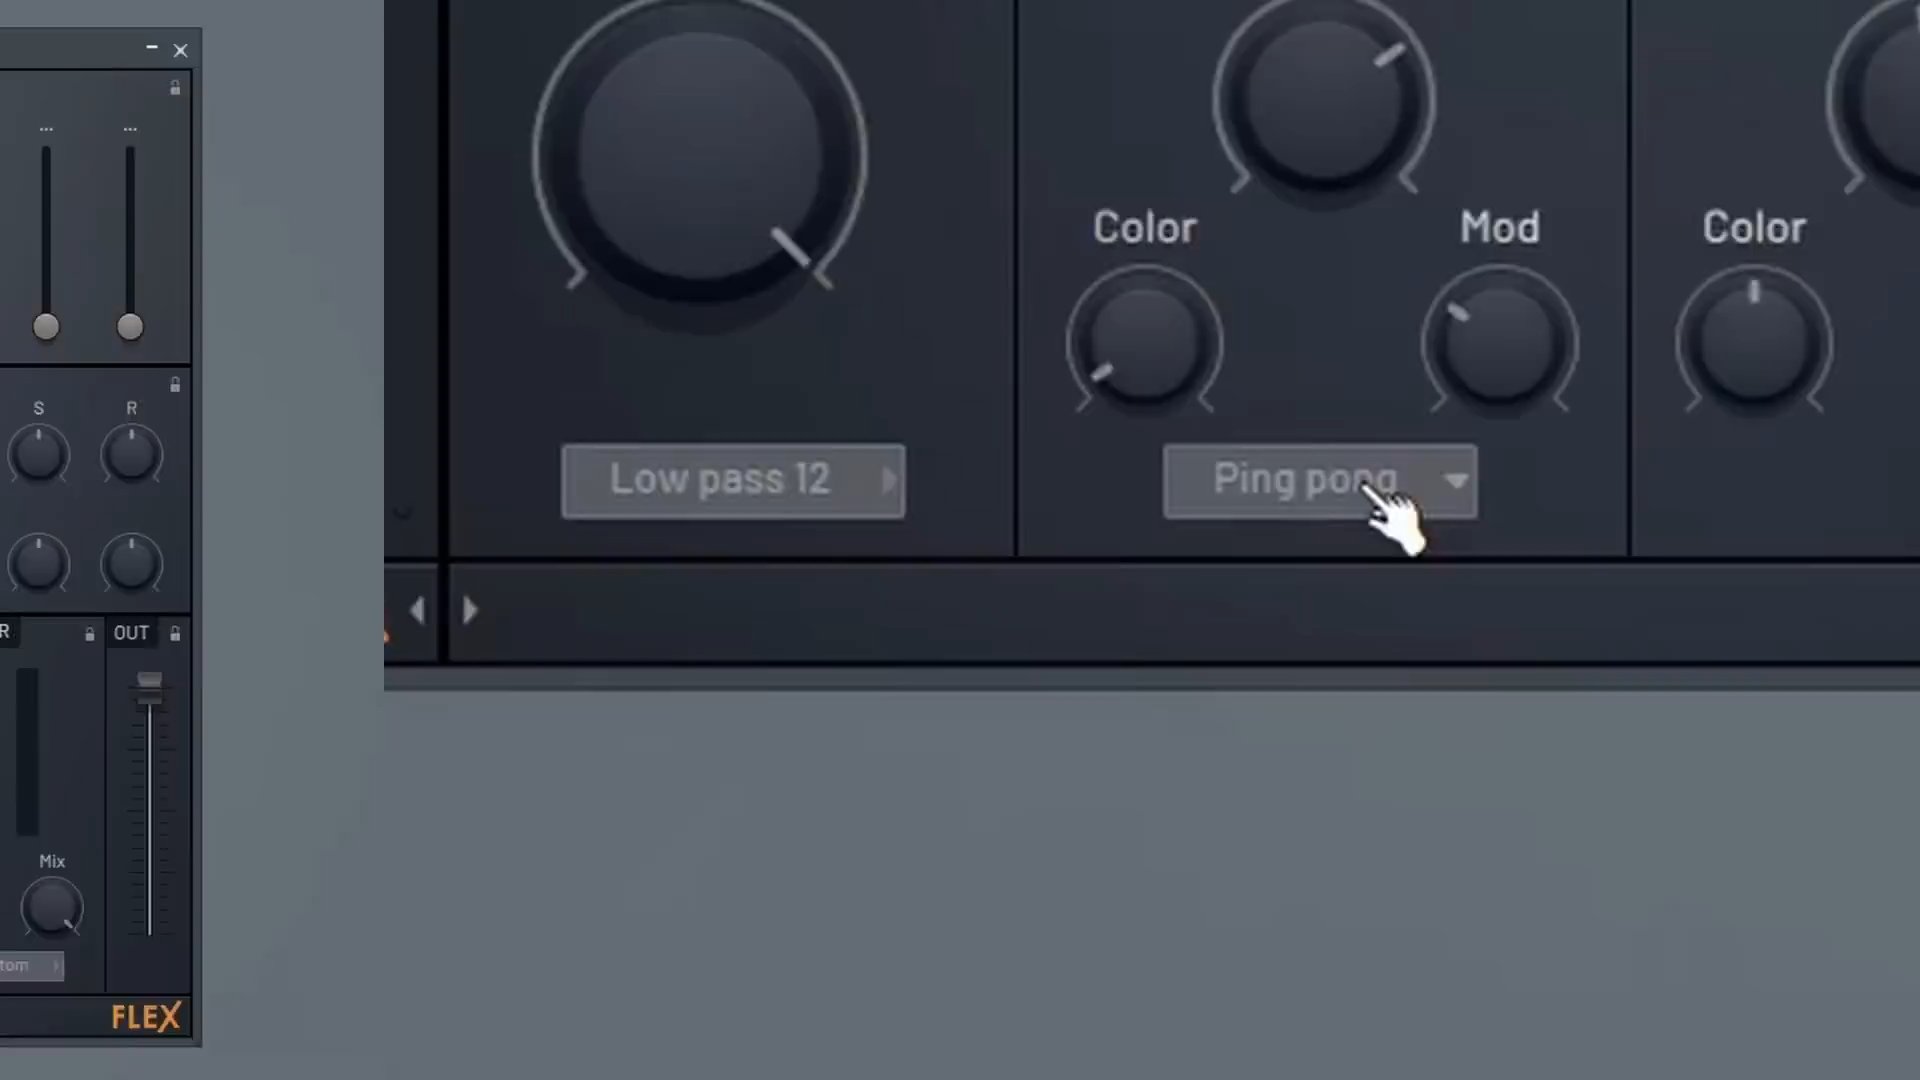 S R
R OUT
Mix
tom
FLEX
Color Mod Color
Low pass 12 Ping pong